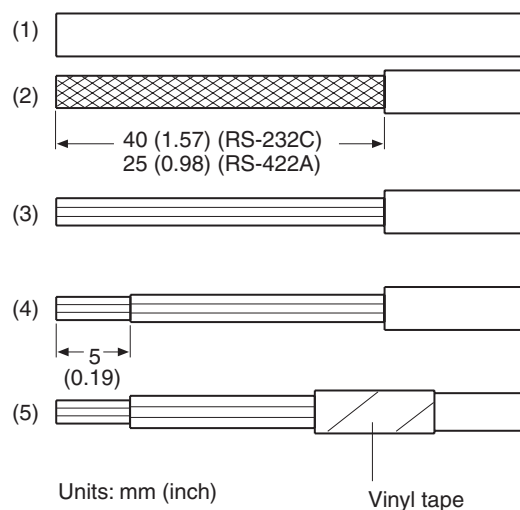 (1)
(2)
40 (1.57) (RS-232C)
25 (0.98) (RS-422A)
(3)
(4)
5
(0.19)
(5)
Units: mm (inch)
Vinyl tape